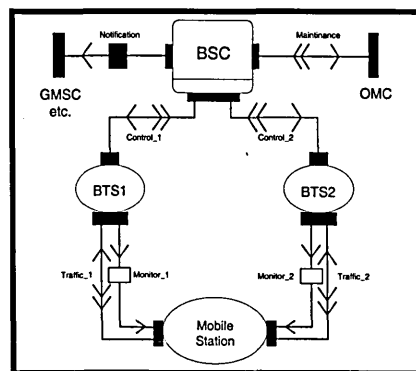 Notification
BSC
Maintinance
GMSC
etc.
OMC
Control_1
Control_2
BTS1
BTS2
Traffic_1
Monitor_1
Monitor_2
Traffic_2
Mobile
Station